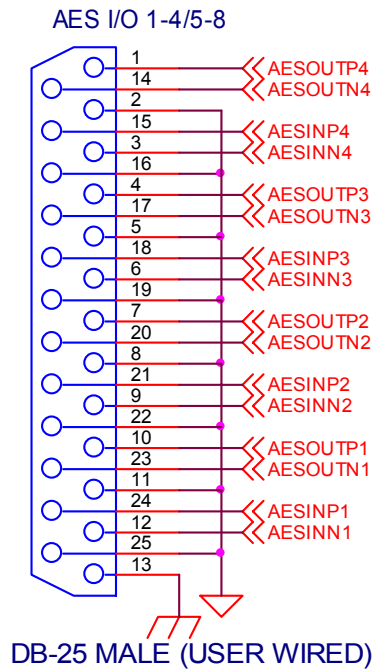 AES I/O 1-4/5-8
1 AESOUTP4
14 AESOUTN4
2
15 AESINP4
3 AESINN4
16
4 AESOUTP3
17 AESOUTN3
5
18 AESINP3
6 AESINN3
19
7 AESOUTP2
20 AESOUTN2
8
21 AESINP2
9 AESINN2
22
10 AESOUTP1
23 AESOUTN1
11
24 AESINP1
12 AESINN1
25
13
DB-25 MALE (USER WIRED)